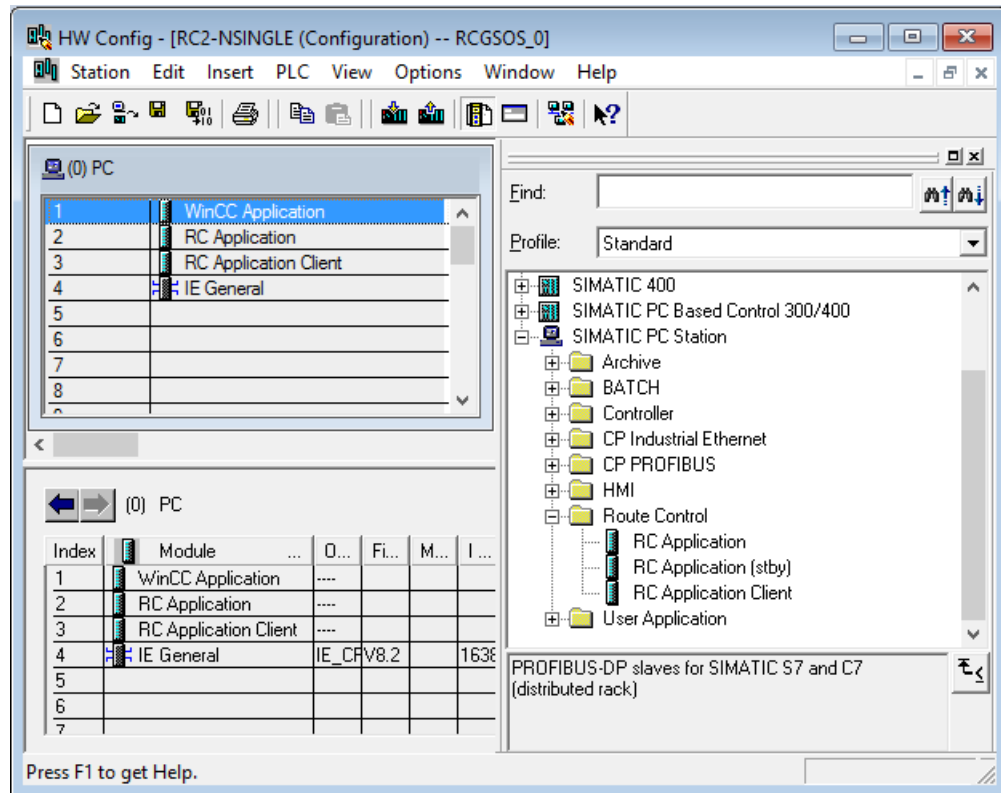 HW Config - [RC2-NSINGLE (Configuration) -- RCGSOS_0]
Station Edit Insert PLC View Options Window Help
(0) PC
1 WinCC Application
2 RC Application
3 RC Application Client
4 IE General
5
6
7
8
Find:
Profile: Standard
SIMATIC 400
SIMATIC PC Based Control 300/400
SIMATIC PC Station
Archive
BATCH
Controller
CP Industrial Ethernet
CP PROFIBUS
HMI
Route Control
RC Application
RC Application (stby)
RC Application Client
User Application
PROFIBUS-DP slaves for SIMATIC S7 and C7
(distributed rack)
(0) PC
Index Module ... O... Fi... M... I ...
1 WinCC Application ----
2 RC Application ----
3 RC Application Client ----
4 IE General IE_CP V8.2 1638
5
6
7
Press F1 to get Help.